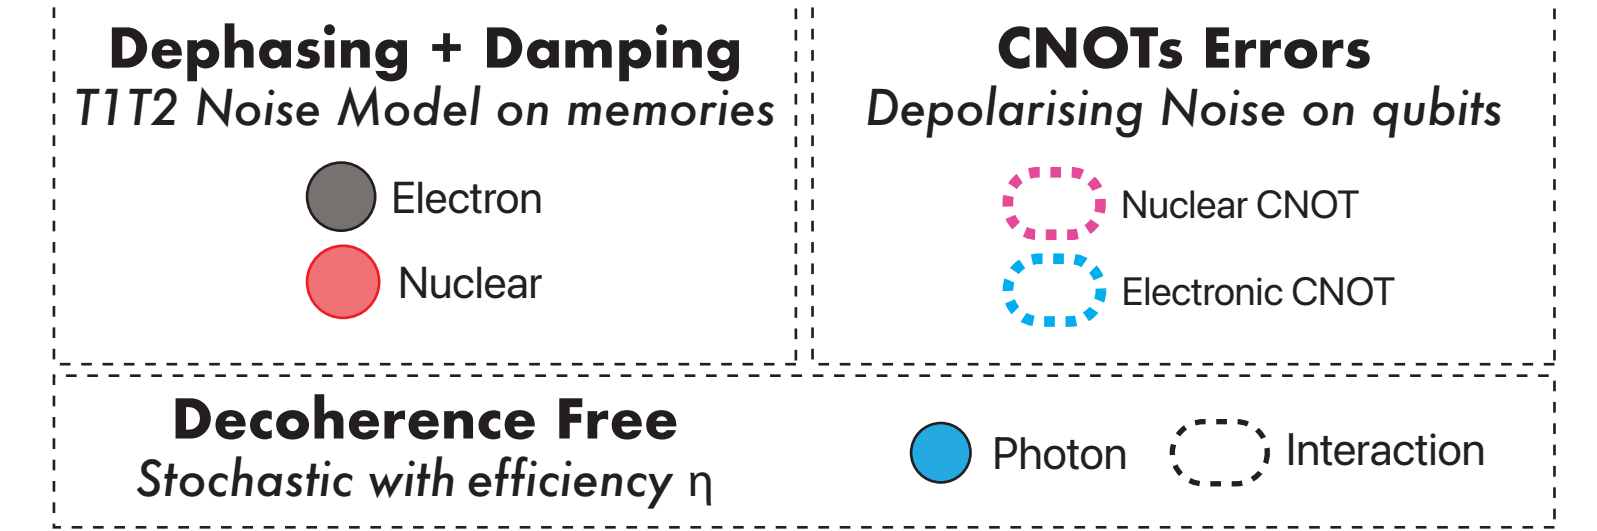 Dephasing + Damping
T1T2 Noise Model on memories
Electron
Nuclear
CNOTs Errors
Depolarising Noise on qubits
Nuclear CNOT
Electronic CNOT
Decoherence Free
Stochastic with efficiency η
Photon
Interaction